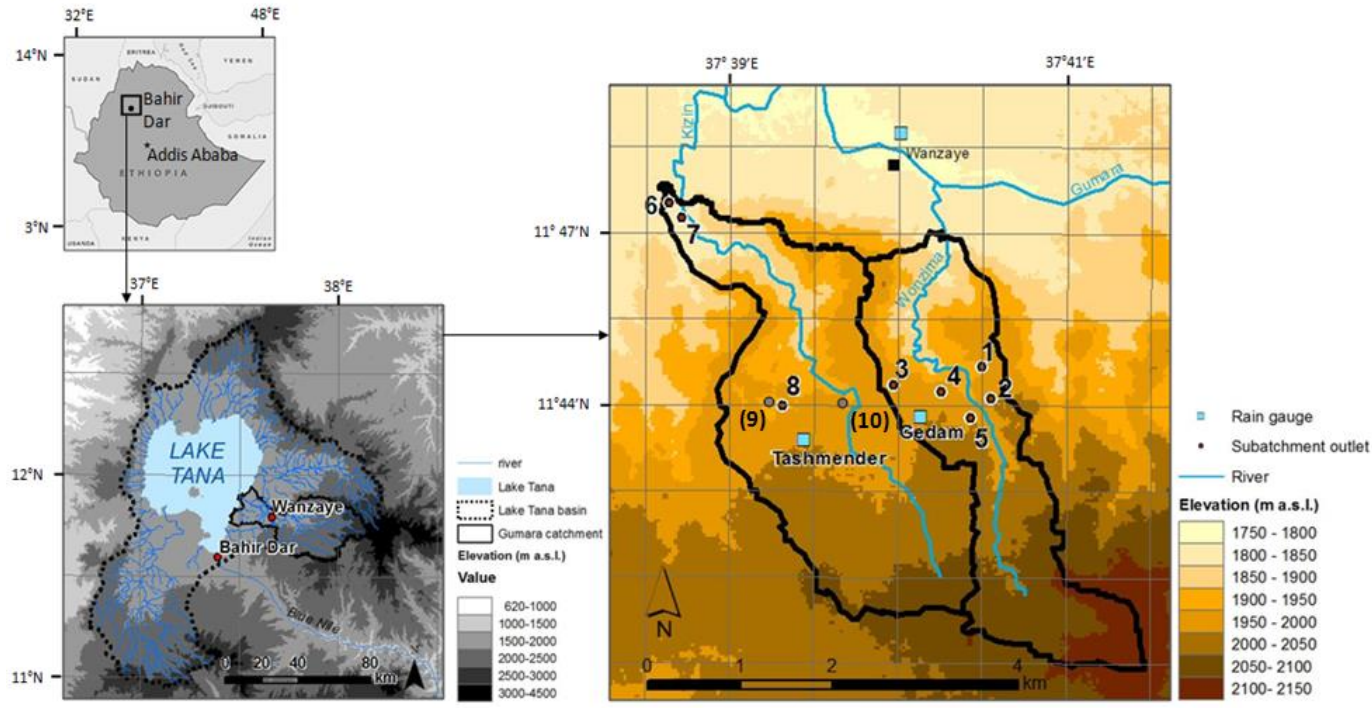 32°E
48°E
14°N
3°N
ERITREA
SUDAN
YEMEN
Red Sea
DJIBOUTI
Bahir
Dar
SOMALIA
Addis Ababa
ETHIOPIA
UGANDA
KENYA
Indian
Ocean
37°E
38°E
12°N
11°N
LAKE
TANA
Wanzaye
Bahir Dar
Blue Nile
0 20 40 80
km
river
Lake Tana
Lake Tana basin
Gumara catchment
Elevation (m a.s.l.)
Value
620-1000
1000-1500
1500-2000
2000-2500
2500-3000
3000-4500
37°39'E
37°41'E
11° 47'N
11° 44'N
Kizin
Wanzaye
Gumara
Wonzima
6
7
1
2
3
4
5
8
(9)
(10)
Gedam
Tashmender
N
0 1 2 4
km
Rain gauge
Subatchment outlet
River
Elevation (m a.s.l.)
1750 - 1800
1800 - 1850
1850 - 1900
1900 - 1950
1950 - 2000
2000 - 2050
2050- 2100
2100- 2150